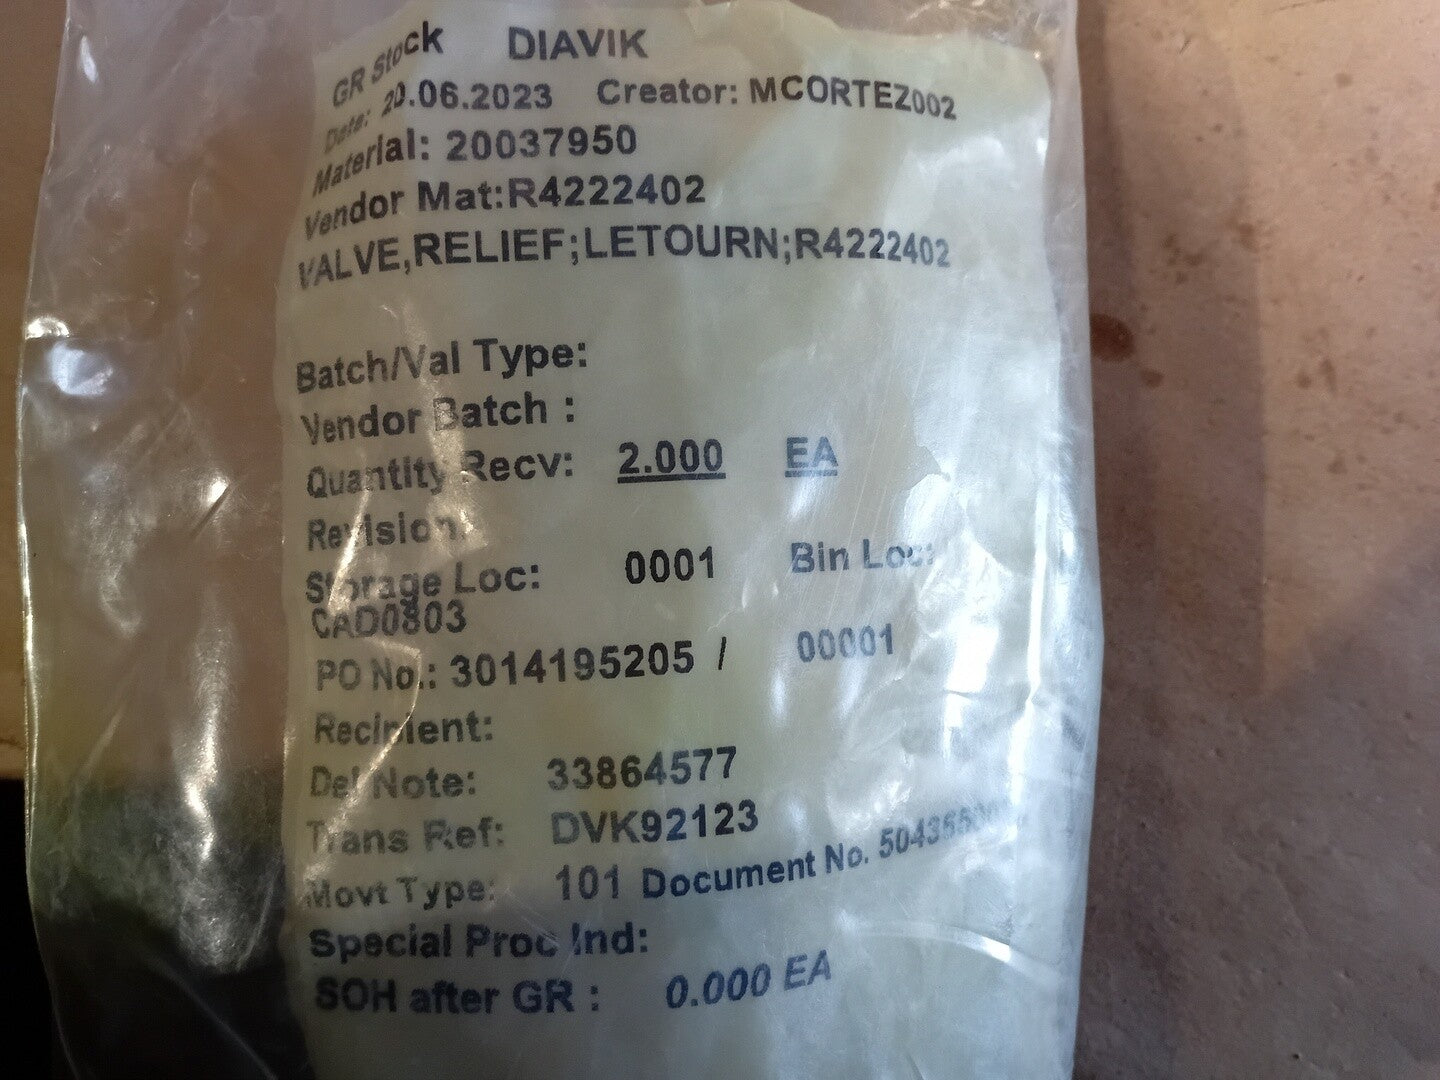 GR Stock DIAVIK
Date: 20.06.2023 Creator: MCORTEZ002
Material: 20037950
Vendor Mat:R4222402
VALVE,RELIEF;LETOURN;R4222402
Batch/Val Type:
Vendor Batch :
Quantity Recv: 2.000 EA
Revision:
Storage Loc: 0001 Bin Loc:
CAD0803
PO No.: 3014195205 / 00001
Recipient:
Del Note: 33864577
Trans Ref: DVK92123
Movt Type: 101 Document No.
Special Proc Ind:
SOH after GR : 0.000 EA